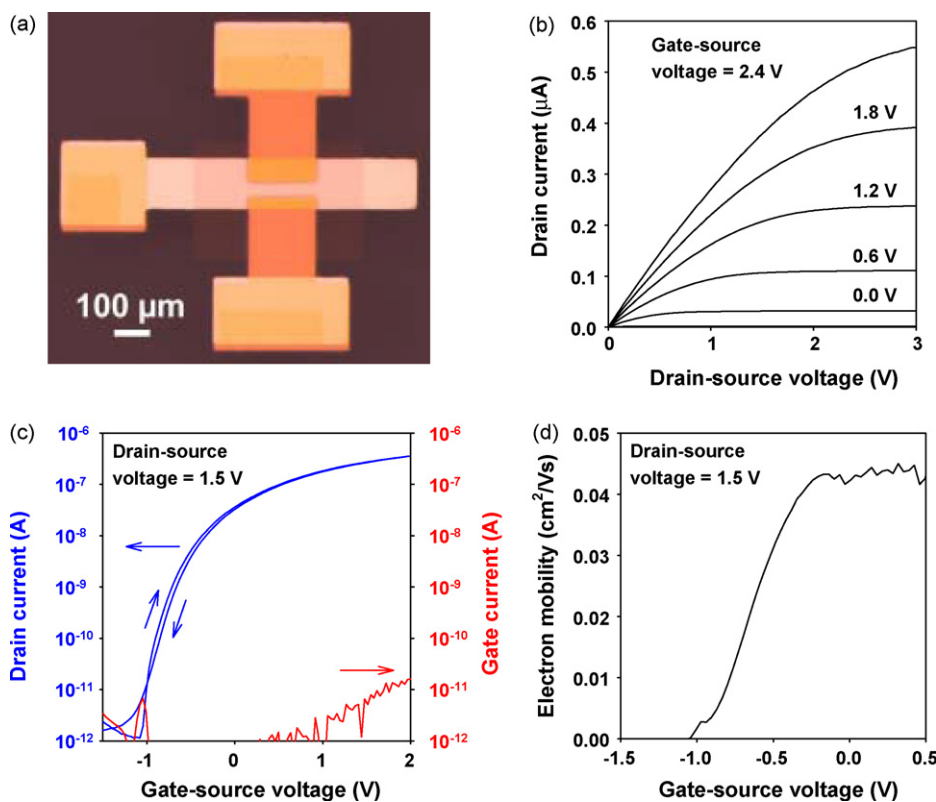 (a)
100 µm
(b)
0.6
0.5
0.4
0.3
0.2
0.1
0.0
Drain current (µA)
Gate-source
voltage = 2.4 V
1.8 V
1.2 V
0.6 V
0.0 V
0 1 2 3
Drain-source voltage (V)
(c)
10-6
10-7
10-8
10-9
10-10
10-11
10-12
Drain current (A)
Drain-source
voltage = 1.5 V
10-6
10-7
10-8
10-9
10-10
10-11
10-12
Gate current (A)
-1 0 1 2
Gate-source voltage (V)
(d)
0.05
0.04
0.03
0.02
0.01
0.00
Electron mobility (cm2/Vs)
Drain-source
voltage = 1.5 V
-1.5 -1.0 -0.5 0.0 0.5
Gate-source voltage (V)